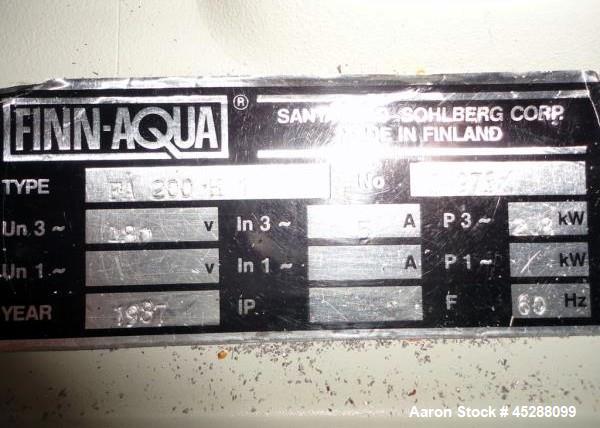 FINN-AQUA ®
SOHLBERG CORP.
IN FINLAND
TYPE 200 No
Un 3 ~ V In 3 ~ A P 3 ~ kW
Un 1 ~ V In 1 ~ A P 1 ~ kW
YEAR 1987 IP F 60 Hz
Aaron Stock # 45288099